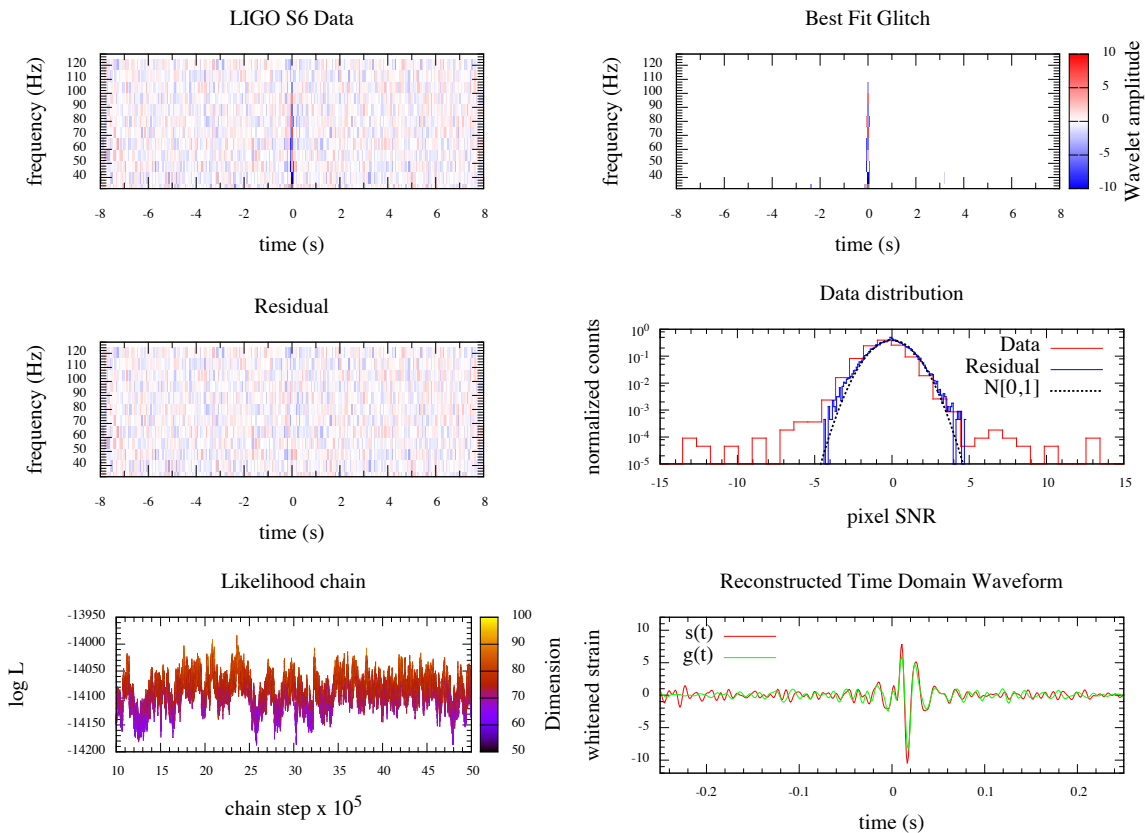 LIGO S6 Data
frequency (Hz)
120
110
100
90
80
70
60
50
40
-8 -6 -4 -2 0 2 4 6 8
time (s)
Best Fit Glitch
frequency (Hz)
120
110
100
90
80
70
60
50
40
-8 -6 -4 -2 0 2 4 6 8
time (s)
10
5
0
-5
-10
Wavelet amplitude
Residual
frequency (Hz)
120
110
100
90
80
70
60
50
40
-8 -6 -4 -2 0 2 4 6 8
time (s)
Data distribution
normalized counts
10^0
10^-1
10^-2
10^-3
10^-4
10^-5
Data
Residual
N[0,1]
-15 -10 -5 0 5 10 15
pixel SNR
Likelihood chain
log L
-13950
-14000
-14050
-14100
-14150
-14200
10 15 20 25 30 35 40 45 50
chain step x 10^5
100
90
80
70
60
50
Dimension
Reconstructed Time Domain Waveform
whitened strain
10
5
0
-5
-10
s(t)
g(t)
-0.2 -0.1 0 0.1 0.2
time (s)